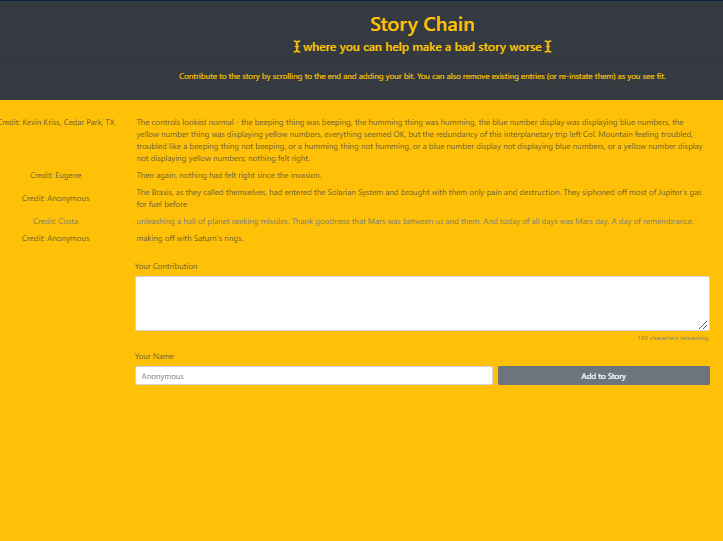 Story Chain
where you can help make a bad story worse
Contribute to the story by scrolling to the end and adding your bit. You can also remove existing entries (or re-instate them) as you see fit.
Credit: Kevin Kriss, Cedar Park, TX
The controls looked normal - the beeping thing was beeping, the humming thing was humming, the blue number display was displaying blue numbers, the
yellow number thing was displaying yellow numbers, everything seemed OK, but the redundancy of this interplanetary trip left Col. Mountain feeling troubled,
troubled like a beeping thing not beeping, or a humming thing not humming, or a blue number display not displaying blue numbers, or a yellow number display
not displaying yellow numbers; nothing felt right.
Credit: Eugene
Then again, nothing had felt right since the invasion.
Credit: Anonymous
The Braxis, as they called themselves, had entered the Solarian System and brought with them only pain and destruction. They siphoned off most of Jupiter's gas
for fuel before
Credit: Costa
unleashing a hail of planet seeking missiles. Thank goodness that Mars was between us and them. And today of all days was Mars day. A day of remembrance.
Credit: Anonymous
making off with Saturn's rings.
Your Contribution
180 characters remaining.
Your Name
Anonymous
Add to Story